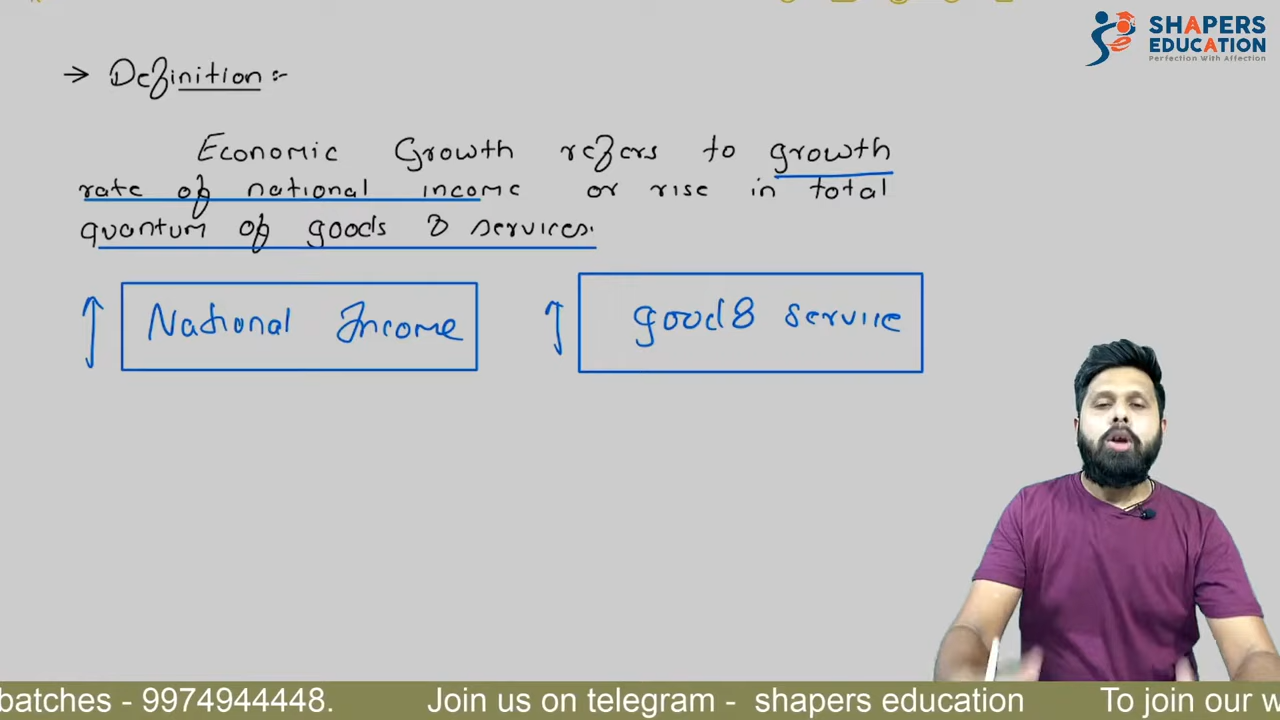 SHAPERS
EDUCATION
Perfection With Affection
→ Definition :-
Economic Growth refers to growth
rate of national income or rise in total
quantum of goods & services.
↑ National Income
↑ good & service
batches - 9974944448. Join us on telegram - shapers education To join our w